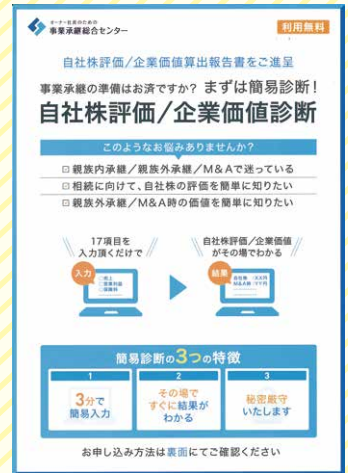 オーナー社長のための
事業承継総合センター
利用無料
自社株評価/企業価値算出報告書をご進呈
事業承継の準備はお済ですか? まずは簡易診断!
自社株評価/企業価値診断
このようなお悩みありませんか?
親族内承継/親族外承継/M&Aで迷っている
相続に向けて、自社株の評価を簡単に知りたい
親族外承継/M&A時の価値を簡単に知りたい
17項目を
入力頂くだけで
自社株評価/企業価値
がその場でわかる
入力
結果
簡易診断の3つの特徴
1
3分で
簡易入力
2
その場で
すぐに結果が
わかる
3
秘密厳守
いたします
お申し込み方法は裏面にてご確認ください